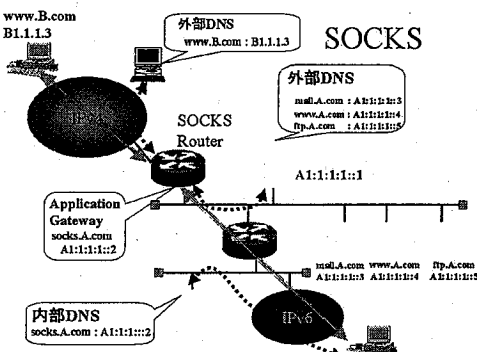 www.B.com
B1.1.1.3
外部DNS
www.B.com : B1.1.1.3
SOCKS
外部DNS
mail.A.com : A1:1:1:1::3
www.A.com : A1:1:1:1::4
ftp.A.com : A1:1:1:1::5
IPv4
SOCKS
Router
A1:1:1:1::1
Application
Gateway
socks.A.com
A1:1:1:1::2
mail.A.com www.A.com ftp.A.com
A1:1:1:1::3 A1:1:1:1::4 A1:1:1:1::5
内部DNS
socks.A.com : A1:1:1:::2
IPv6